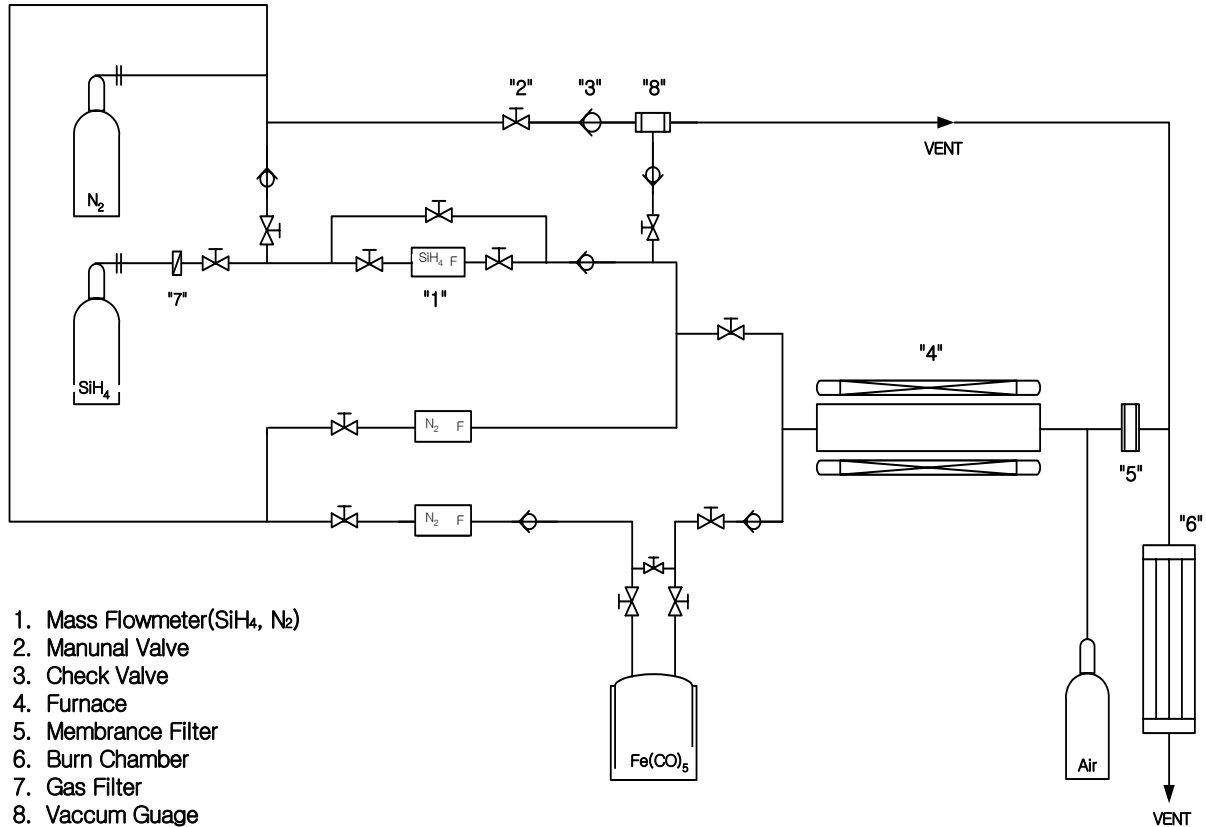 "2" "3" "8"
VENT
N₂
SiH₄ F
"7" "1"
SiH₄
"4"
N₂ F
"5"
N₂ F
"6"
1. Mass Flowmeter(SiH₄, N₂)
2. Manunal Valve
3. Check Valve
4. Furnace
5. Membrance Filter
6. Burn Chamber
7. Gas Filter
8. Vaccum Guage
Fe(CO)₅
Air
VENT